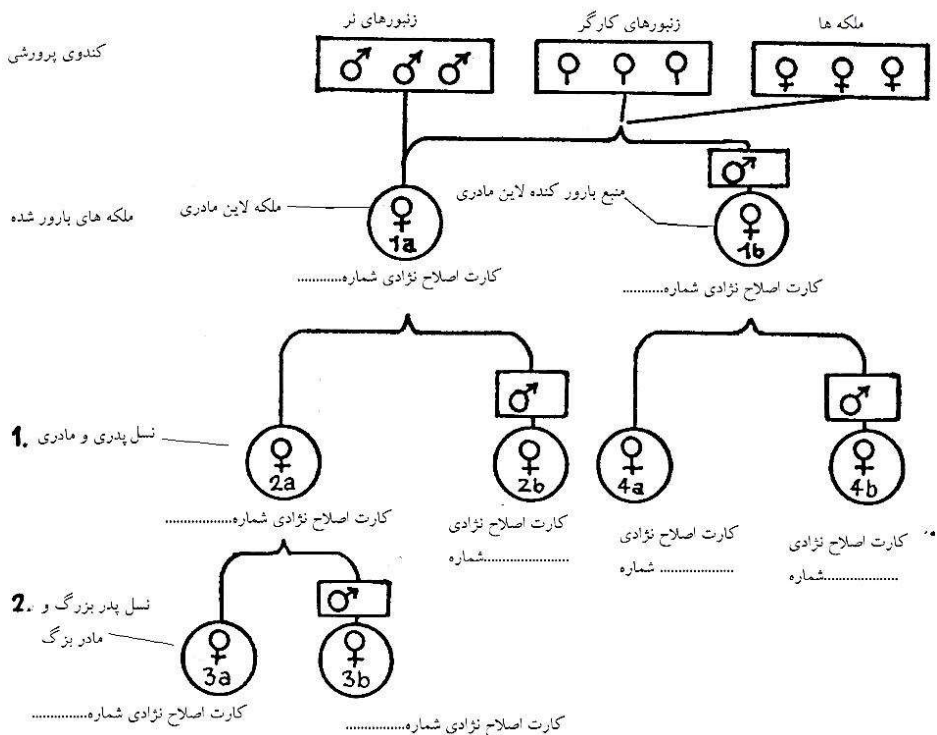 ملکه ها
زنبورهای کارگر
زنبورهای نر
کندوی پرورشی
منبع بارور کننده لاین مادری
ملکه لاین مادری
ملکه های بارور شده
1a
1b
کارت اصلاح نژادی شماره............
کارت اصلاح نژادی شماره............
1. نسل پدری و مادری
2a
2b
4a
4b
کارت اصلاح نژادی شماره.................
کارت اصلاح نژادی
شماره..................
کارت اصلاح نژادی
شماره ..................
کارت اصلاح نژادی
شماره..................
2. نسل پدر بزرگ و
مادر بزگ
3a
3b
کارت اصلاح نژادی شماره..............
کارت اصلاح نژادی شماره...............